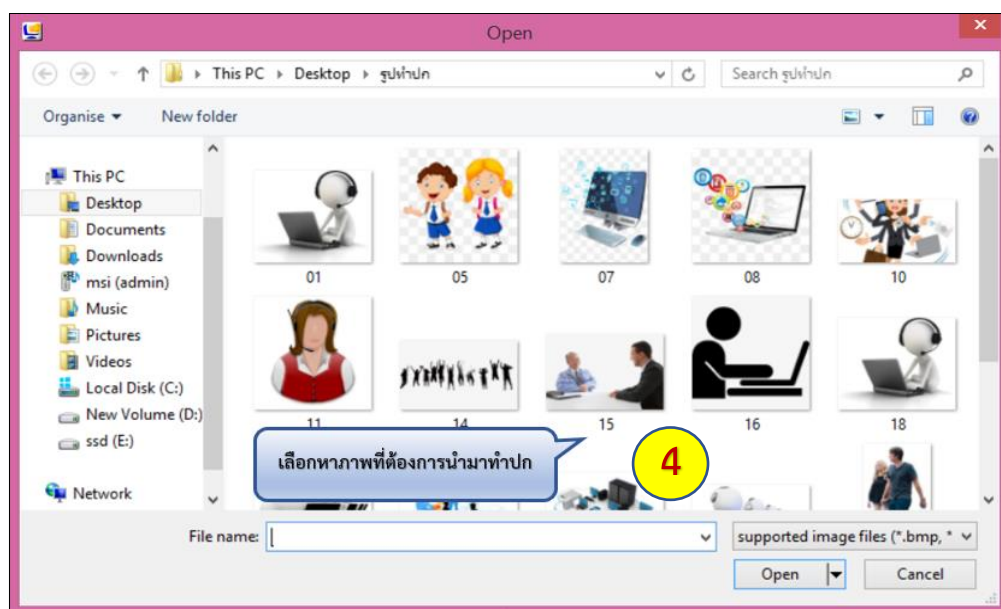 Open
This PC Desktop รูปทำปก
Search รูปทำปก
Organise New folder
This PC
Desktop
Documents
Downloads
msi (admin)
Music
Pictures
Videos
Local Disk (C:)
New Volume (D:)
ssd (E:)
Network
01 05 07 08 10
11 14 15 16 18
เลือกหาภาพที่ต้องการนำมาทำปก
4
File name:
supported image files (*.bmp, *
Open Cancel